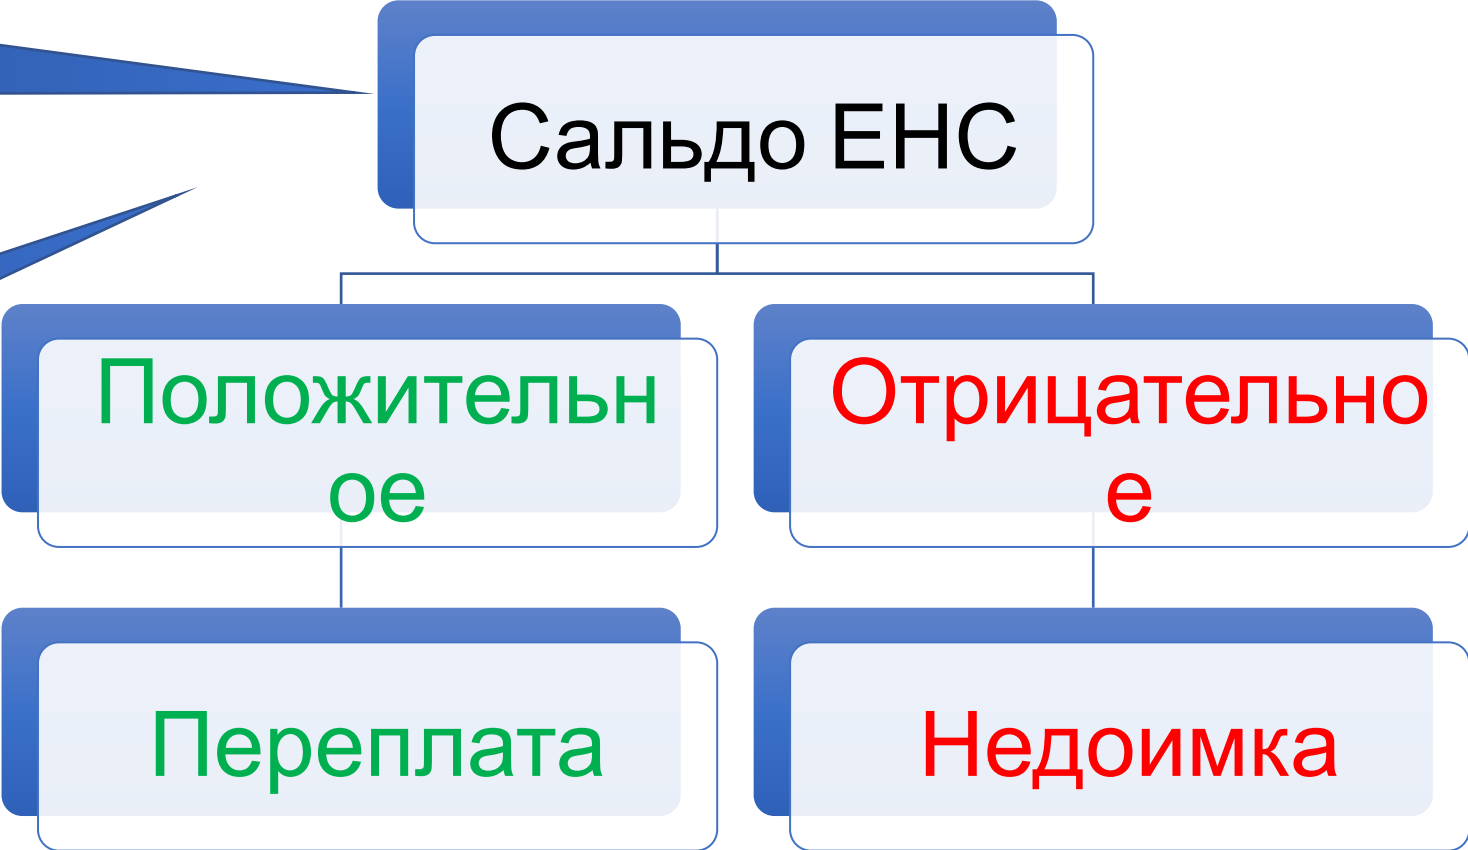 Сальдо ЕНС
Положительн
ое
Отрицательно
е
Переплата
Недоимка